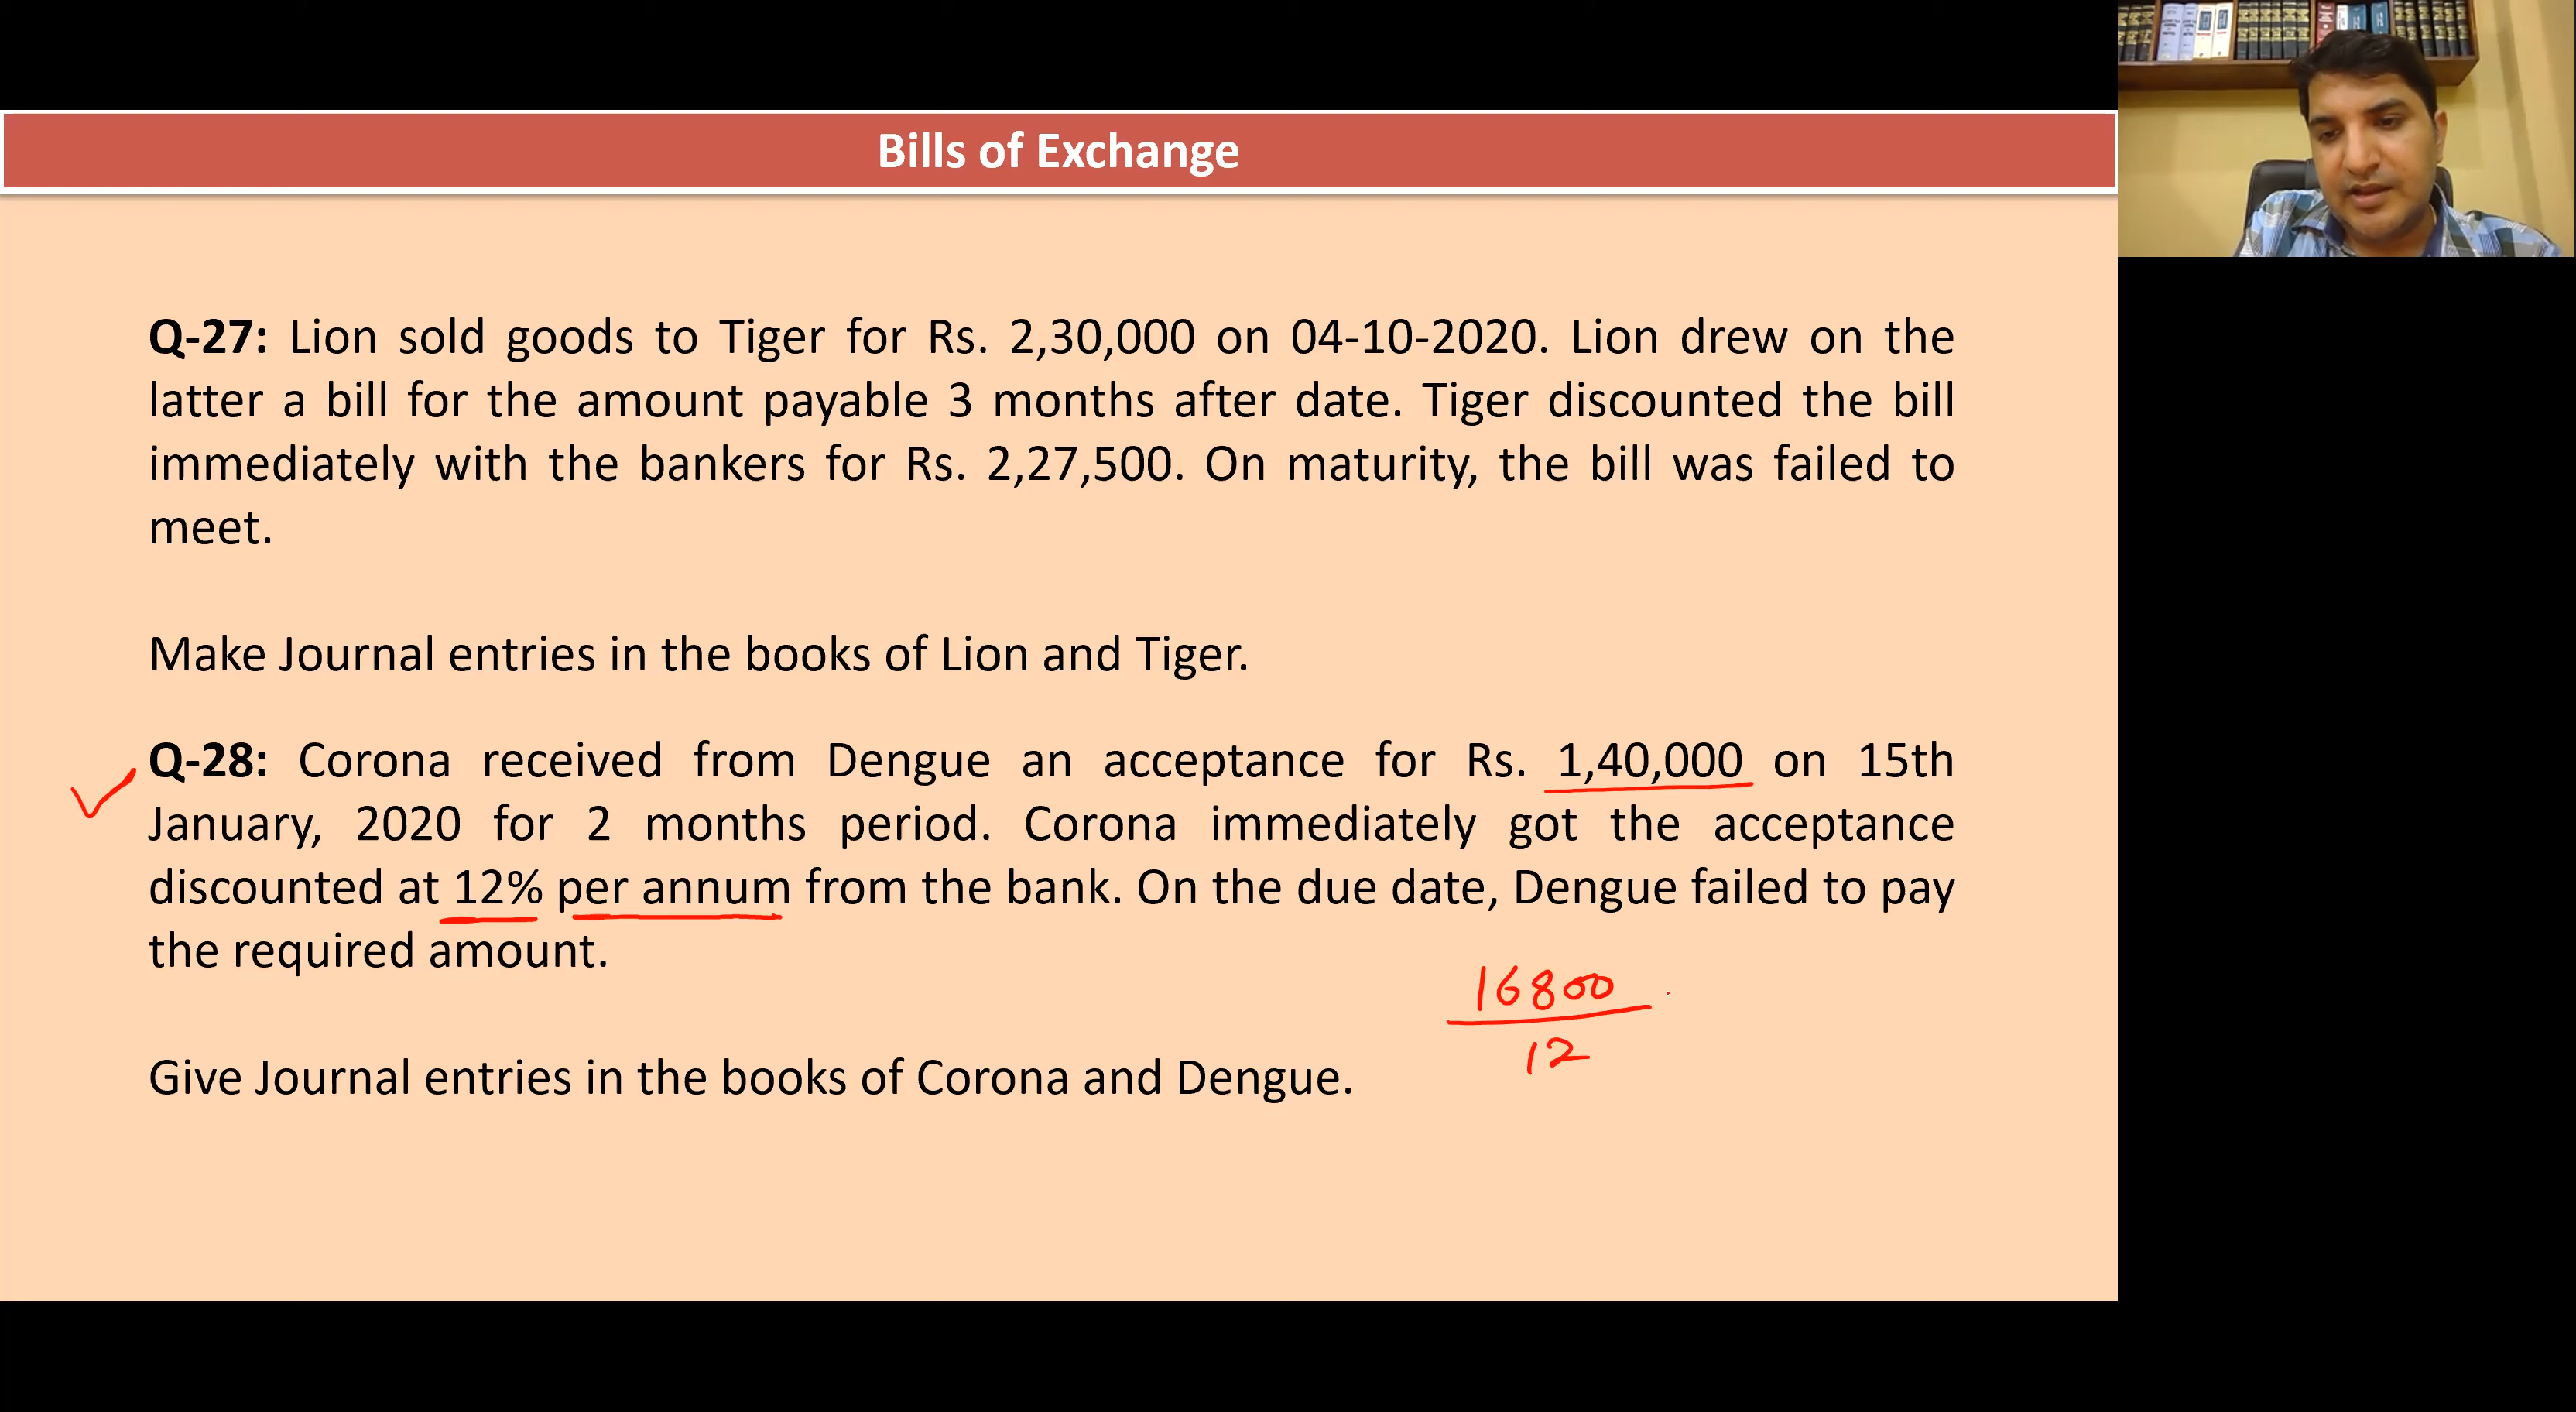 Bills of Exchange
Q-27: Lion sold goods to Tiger for Rs. 2,30,000 on 04-10-2020. Lion drew on the
latter a bill for the amount payable 3 months after date. Tiger discounted the bill
immediately with the bankers for Rs. 2,27,500. On maturity, the bill was failed to
meet.
Make Journal entries in the books of Lion and Tiger.
Q-28: Corona received from Dengue an acceptance for Rs. 1,40,000 on 15th
January, 2020 for 2 months period. Corona immediately got the acceptance
discounted at 12% per annum from the bank. On the due date, Dengue failed to pay
the required amount.
16800
12
Give Journal entries in the books of Corona and Dengue.